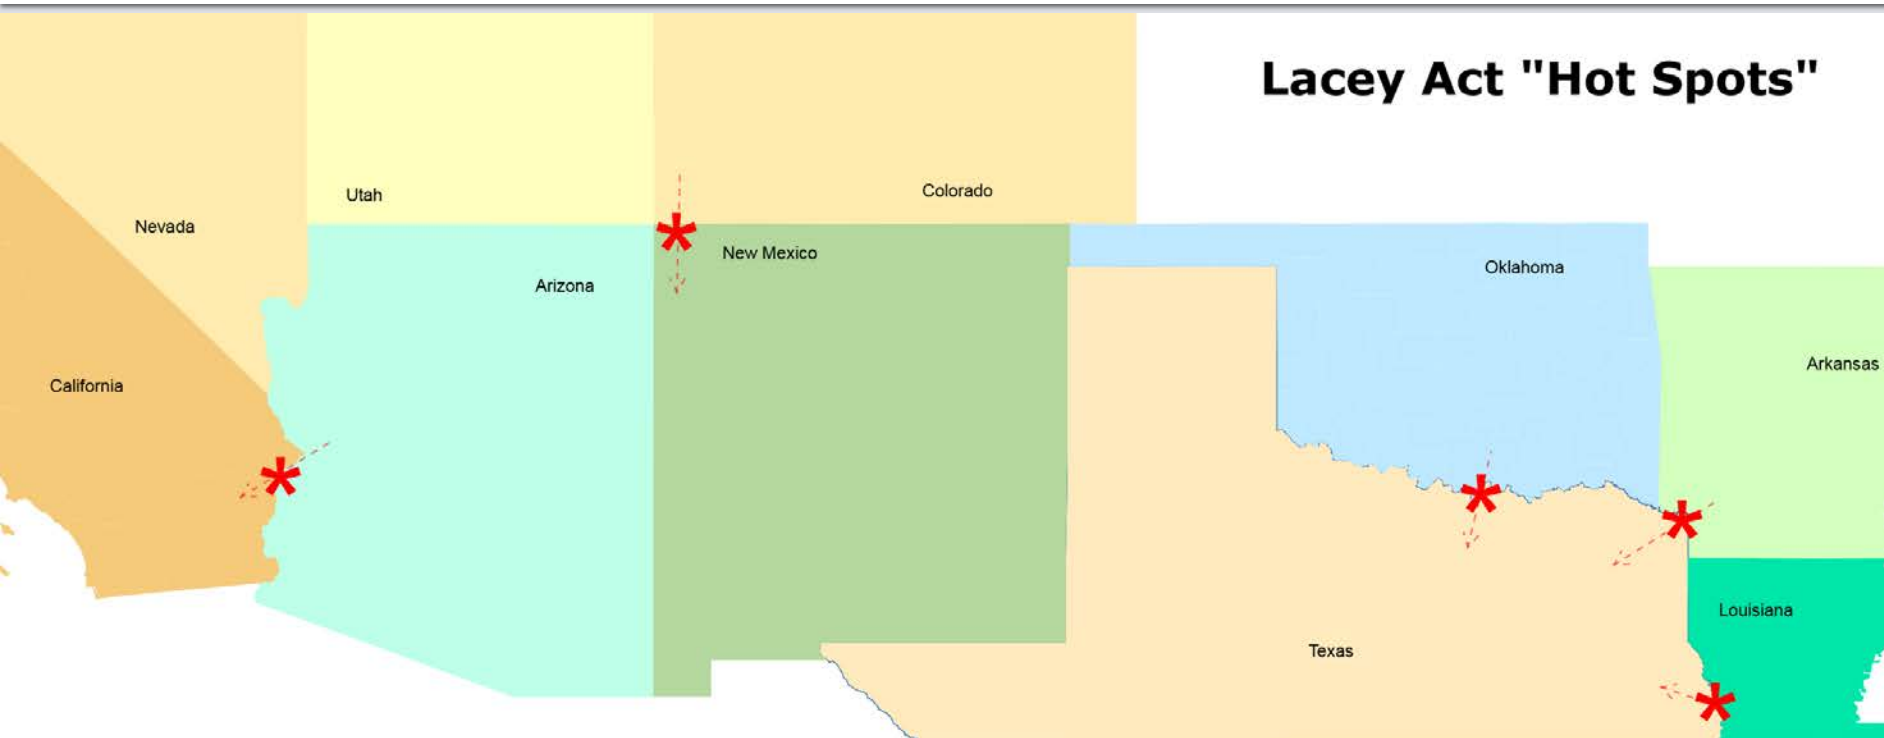 Lacey Act "Hot Spots"
Utah
Colorado
Nevada
New Mexico
Oklahoma
Arizona
Arkansas
California
Louisiana
Texas